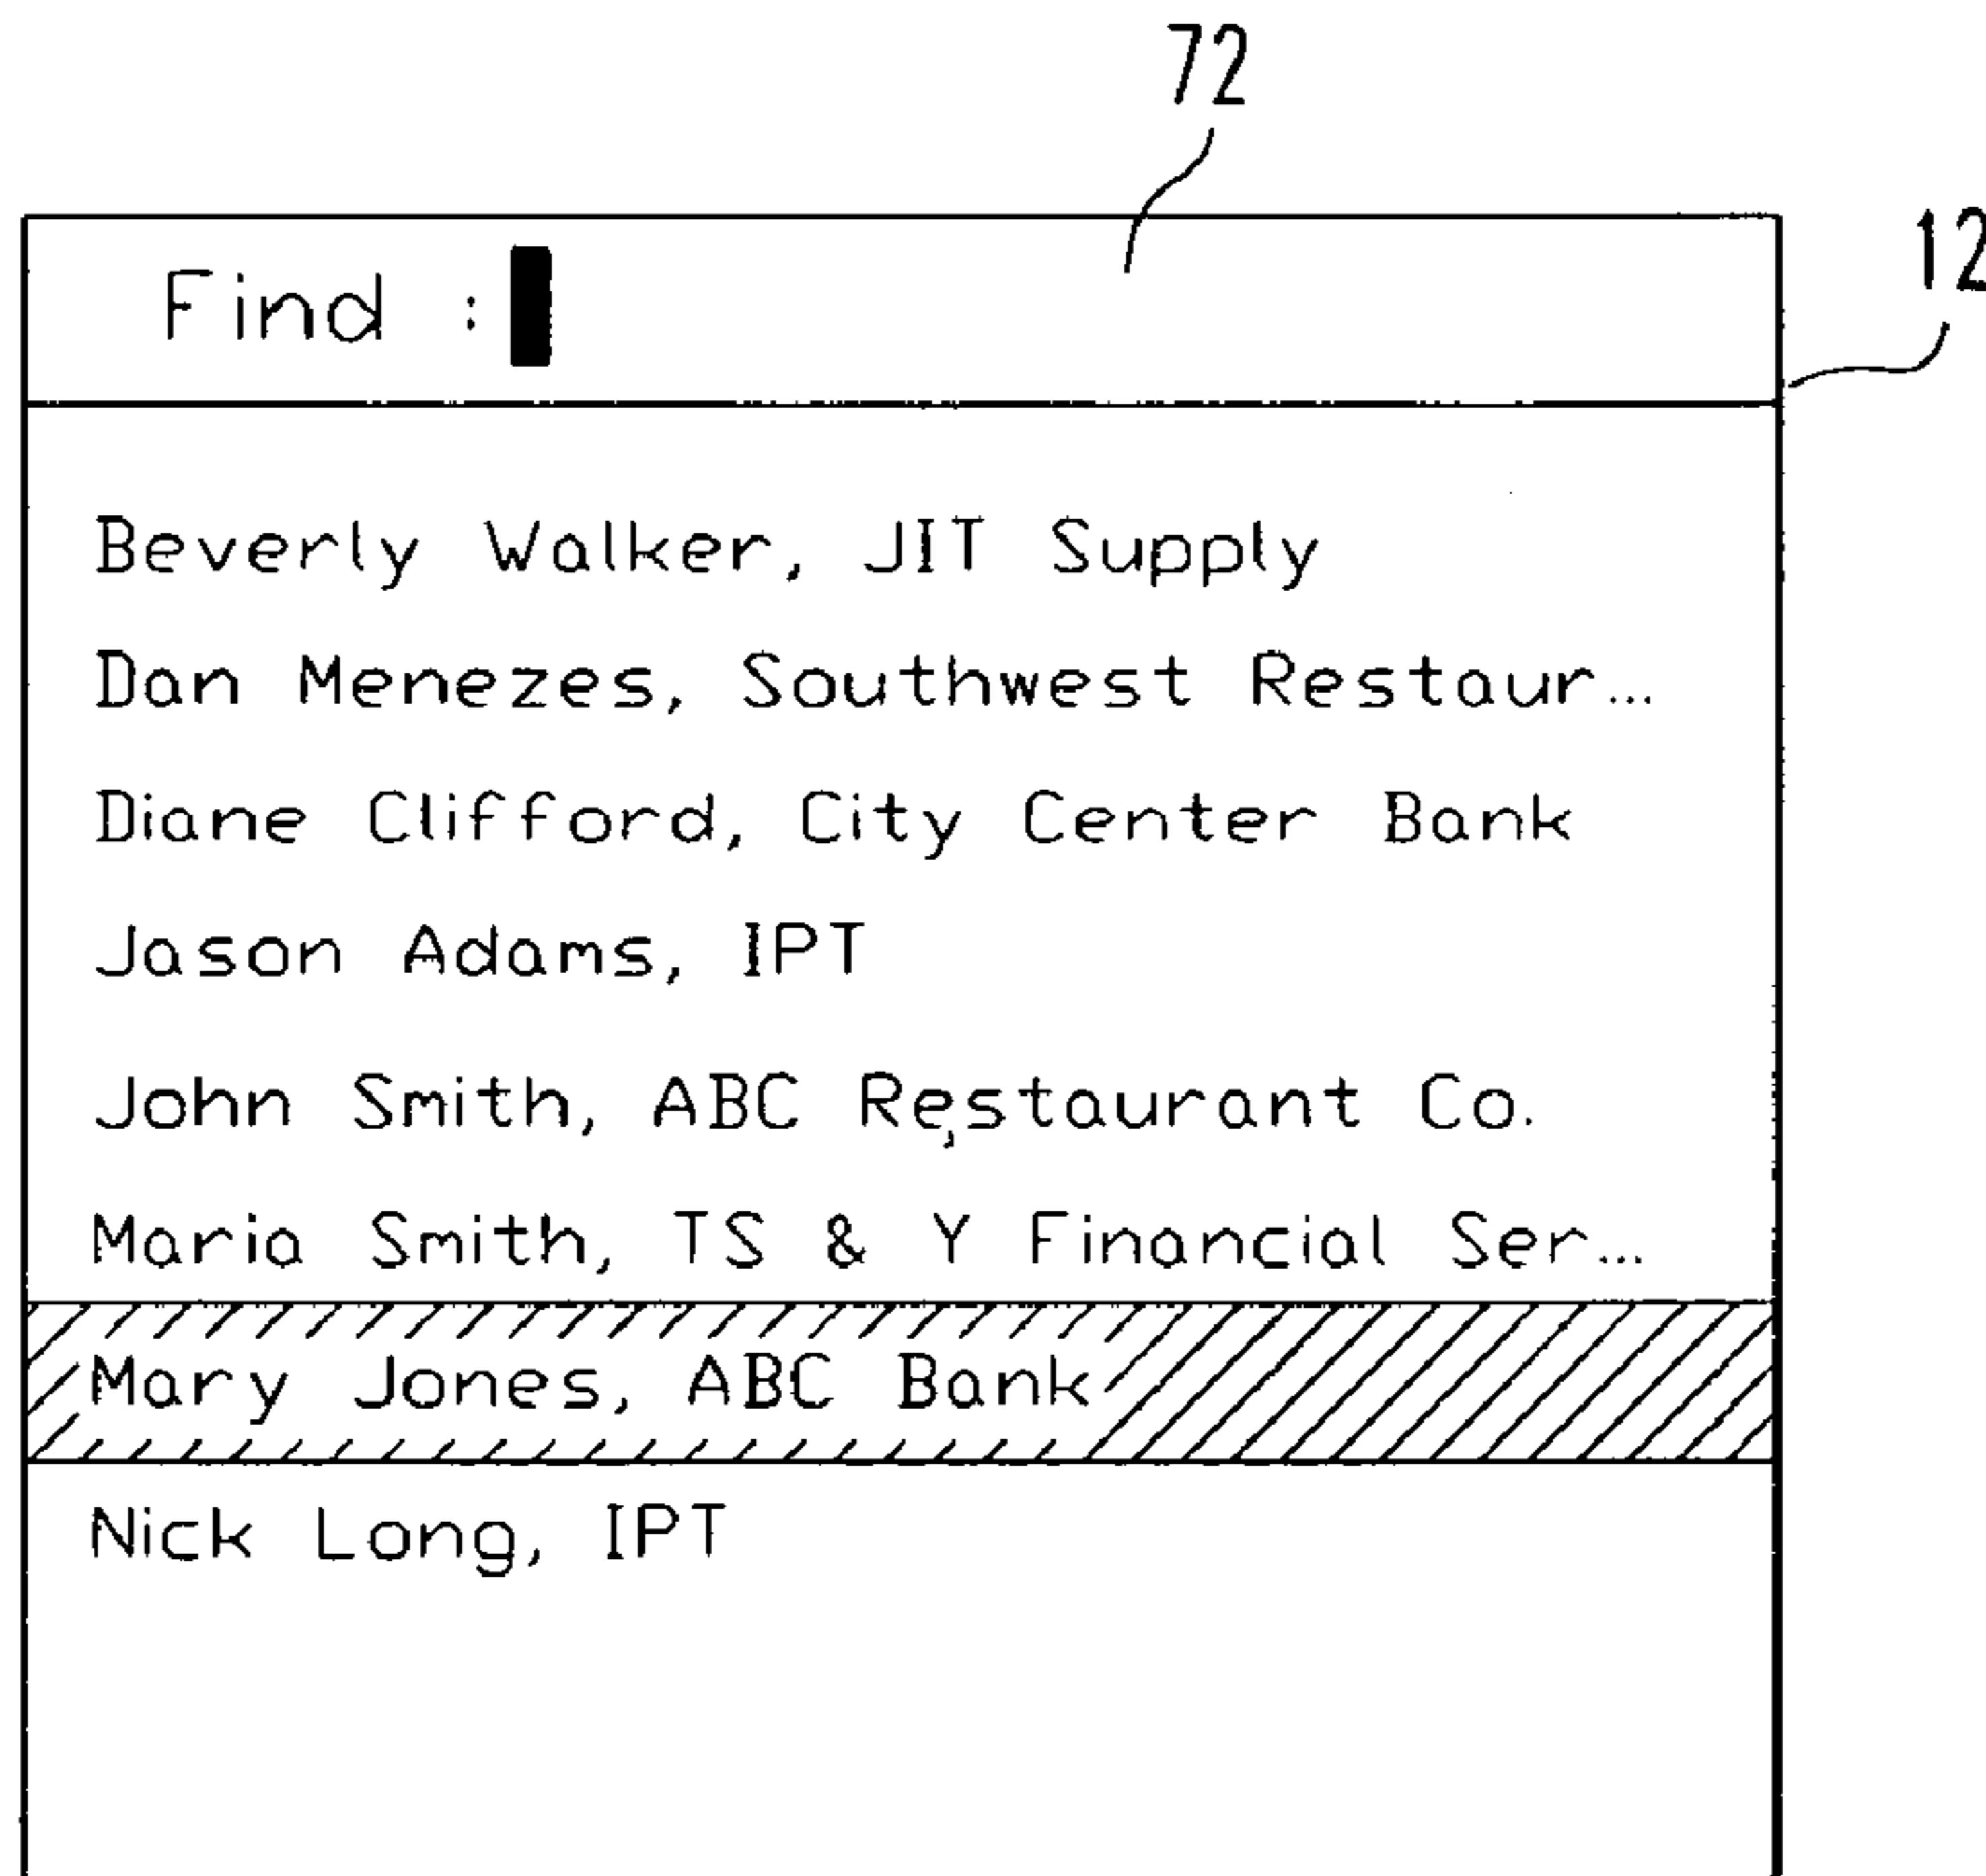 72
12
Find :
Beverly Walker, JIT Supply
Dan Menezes, Southwest Restaur...
Diane Clifford, City Center Bank
Jason Adams, IPT
John Smith, ABC Restaurant Co.
Maria Smith, TS & Y Financial Ser...
Mary Jones, ABC Bank
Nick Long, IPT